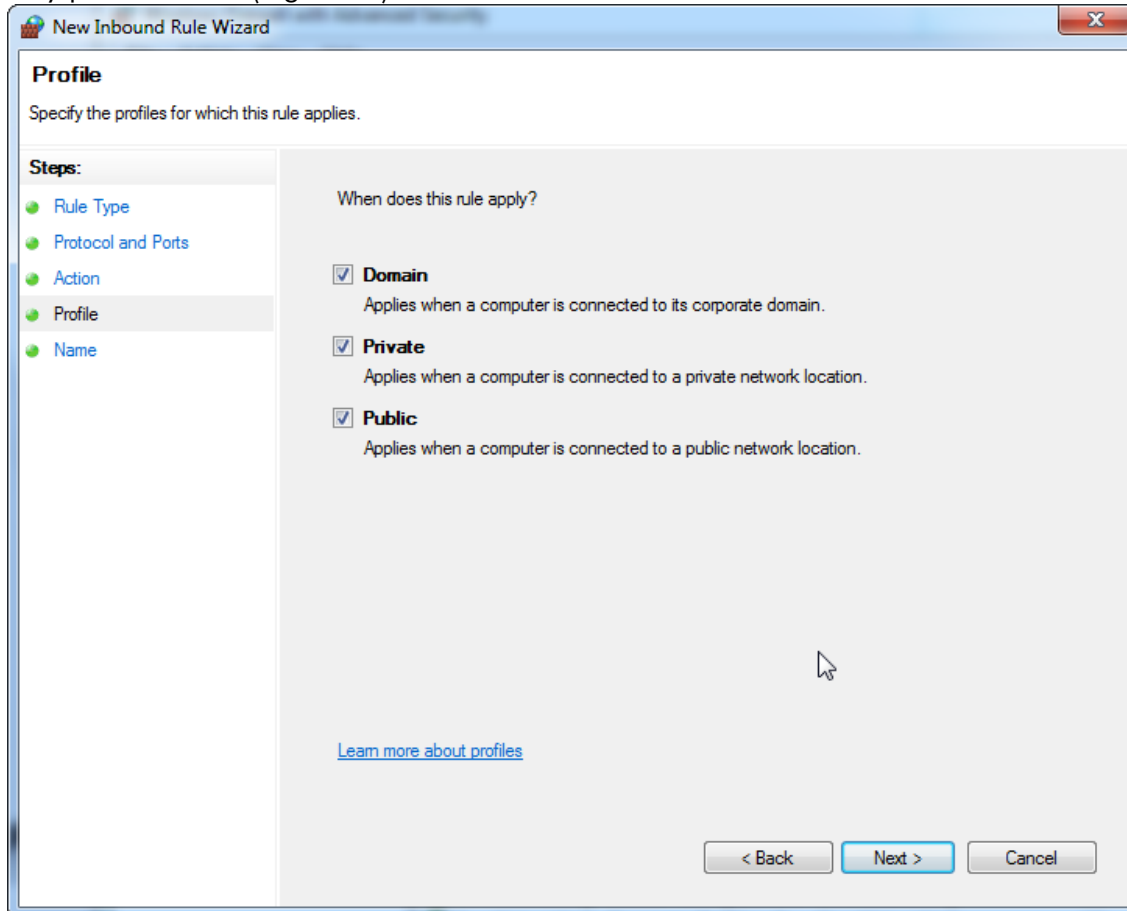 New Inbound Rule Wizard
Profile
Specify the profiles for which this rule applies.
Steps:
Rule Type
Protocol and Ports
Action
Profile
Name
When does this rule apply?
Domain
Applies when a computer is connected to its corporate domain.
Private
Applies when a computer is connected to a private network location.
Public
Applies when a computer is connected to a public network location.
Learn more about profiles
< Back
Next >
Cancel